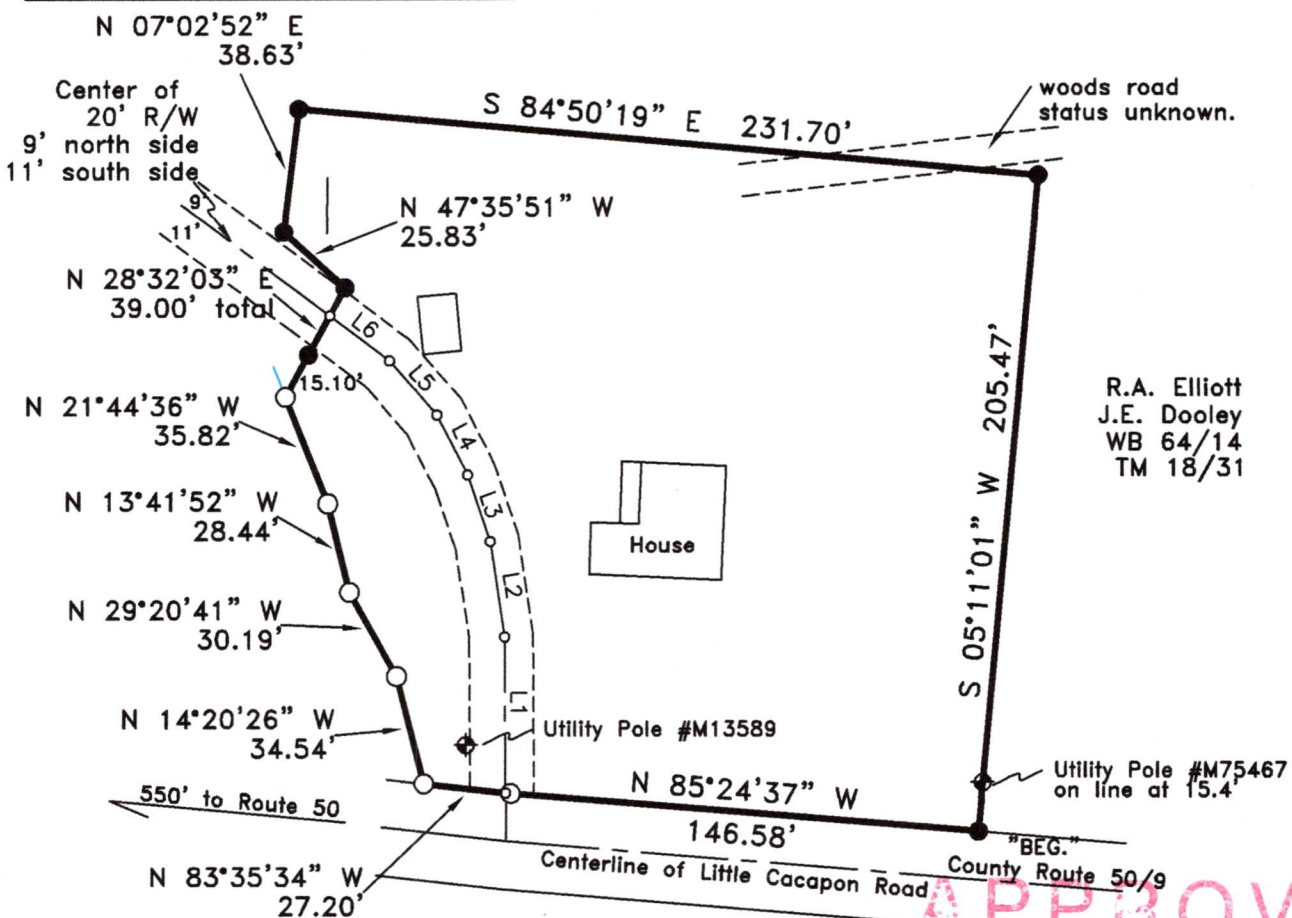 N 07°02'52" E
38.63'
Center of
20' R/W
9' north side
11' south side
9'
11'
S 84°50'19" E 231.70'
woods road
status unknown.
N 47°35'51" W
25.83'
N 28°32'03" E
39.00' total
15.10'
L6
L5
L4
L3
L2
L1
N 21°44'36" W
35.82'
N 13°41'52" W
28.44'
N 29°20'41" W
30.19'
N 14°20'26" W
34.54'
House
S 05°11'01" W 205.47'
R.A. Elliott
J.E. Dooley
WB 64/14
TM 18/31
Utility Pole #M13589
Utility Pole #M75467
on line at 15.4'
550' to Route 50
N 85°24'37" W
146.58'
"BEG."
County Route 50/9
Centerline of Little Cacapon Road
N 83°35'34" W
27.20'
APPROV